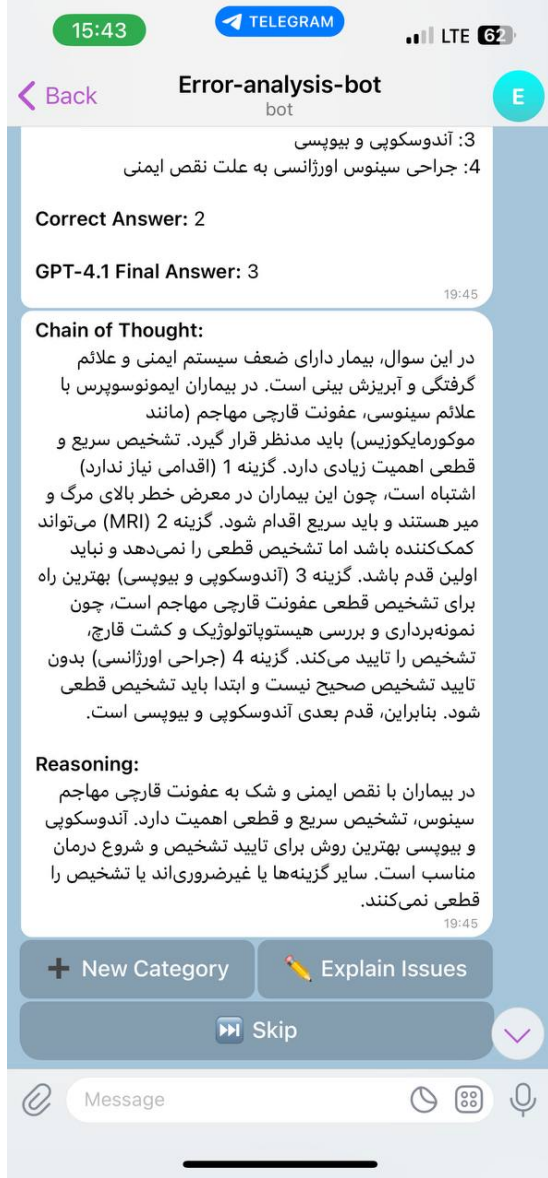 15:43
TELEGRAM
LTE 62
Back
Error-analysis-bot
bot
E
3: آندوسکوپی و بیوپسی
4: جراحی سینوس اورژانسی به علت نقص ایمنی
Correct Answer: 2
GPT-4.1 Final Answer: 3
19:45
Chain of Thought:
در این سوال، بیمار دارای ضعف سیستم ایمنی و علائم
گرفتگی و آبریزش بینی است. در بیماران ایمونوسوپرس با
علائم سینوسی، عفونت قارچی مهاجم (مانند
موکورمایکوزیس) باید مدنظر قرار گیرد. تشخیص سریع و
قطعی اهمیت زیادی دارد. گزینه 1 (اقدامی نیاز ندارد)
اشتباه است، چون این بیماران در معرض خطر بالای مرگ و
میر هستند و باید سریع اقدام شود. گزینه 2 (MRI) می‌تواند
کمک‌کننده باشد اما تشخیص قطعی را نمی‌دهد و نباید
اولین قدم باشد. گزینه 3 (آندوسکوپی و بیوپسی) بهترین راه
برای تشخیص قطعی عفونت قارچی مهاجم است، چون
نمونه‌برداری و بررسی هیستوپاتولوژیک و کشت قارچ،
تشخیص را تایید می‌کند. گزینه 4 (جراحی اورژانسی) بدون
تایید تشخیص صحیح نیست و ابتدا باید تشخیص قطعی
شود. بنابراین، قدم بعدی آندوسکوپی و بیوپسی است.
Reasoning:
در بیماران با نقص ایمنی و شک به عفونت قارچی مهاجم
سینوس، تشخیص سریع و قطعی اهمیت دارد. آندوسکوپی
و بیوپسی بهترین روش برای تایید تشخیص و شروع درمان
مناسب است. سایر گزینه‌ها یا غیرضروری‌اند یا تشخیص را
قطعی نمی‌کنند.
19:45
New Category
Explain Issues
Skip
Message